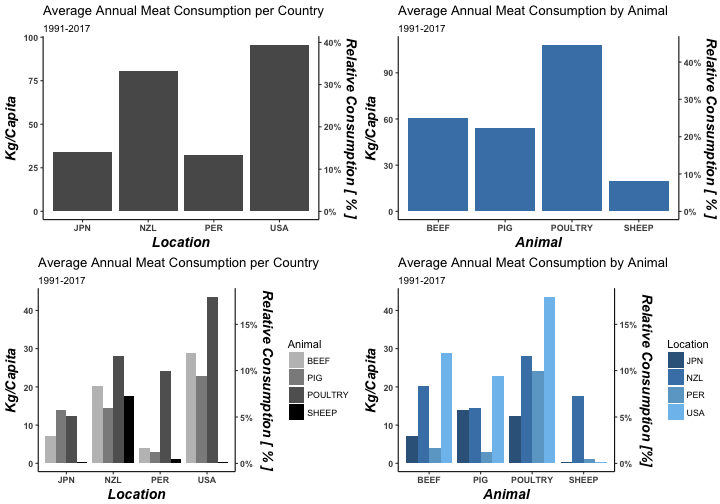 Average Annual Meat Consumption per Country
1991-2017
100
75
50
25
0
Kg/Capita
40%
30%
20%
10%
0%
Relative Consumption [ % ]
JPN NZL PER USA
Location
Average Annual Meat Consumption by Animal
1991-2017
90
60
30
0
Kg/Capita
40%
30%
20%
10%
0%
Relative Consumption [ % ]
BEEF PIG POULTRY SHEEP
Animal
Average Annual Meat Consumption per Country
1991-2017
40
30
20
10
0
Kg/Capita
15%
10%
5%
0%
Relative Consumption [ % ]
JPN NZL PER USA
Location
Animal
BEEF
PIG
POULTRY
SHEEP
Average Annual Meat Consumption by Animal
1991-2017
40
30
20
10
0
Kg/Capita
15%
10%
5%
0%
Relative Consumption [%]
BEEF PIG POULTRY SHEEP
Animal
Location
JPN
NZL
PER
USA